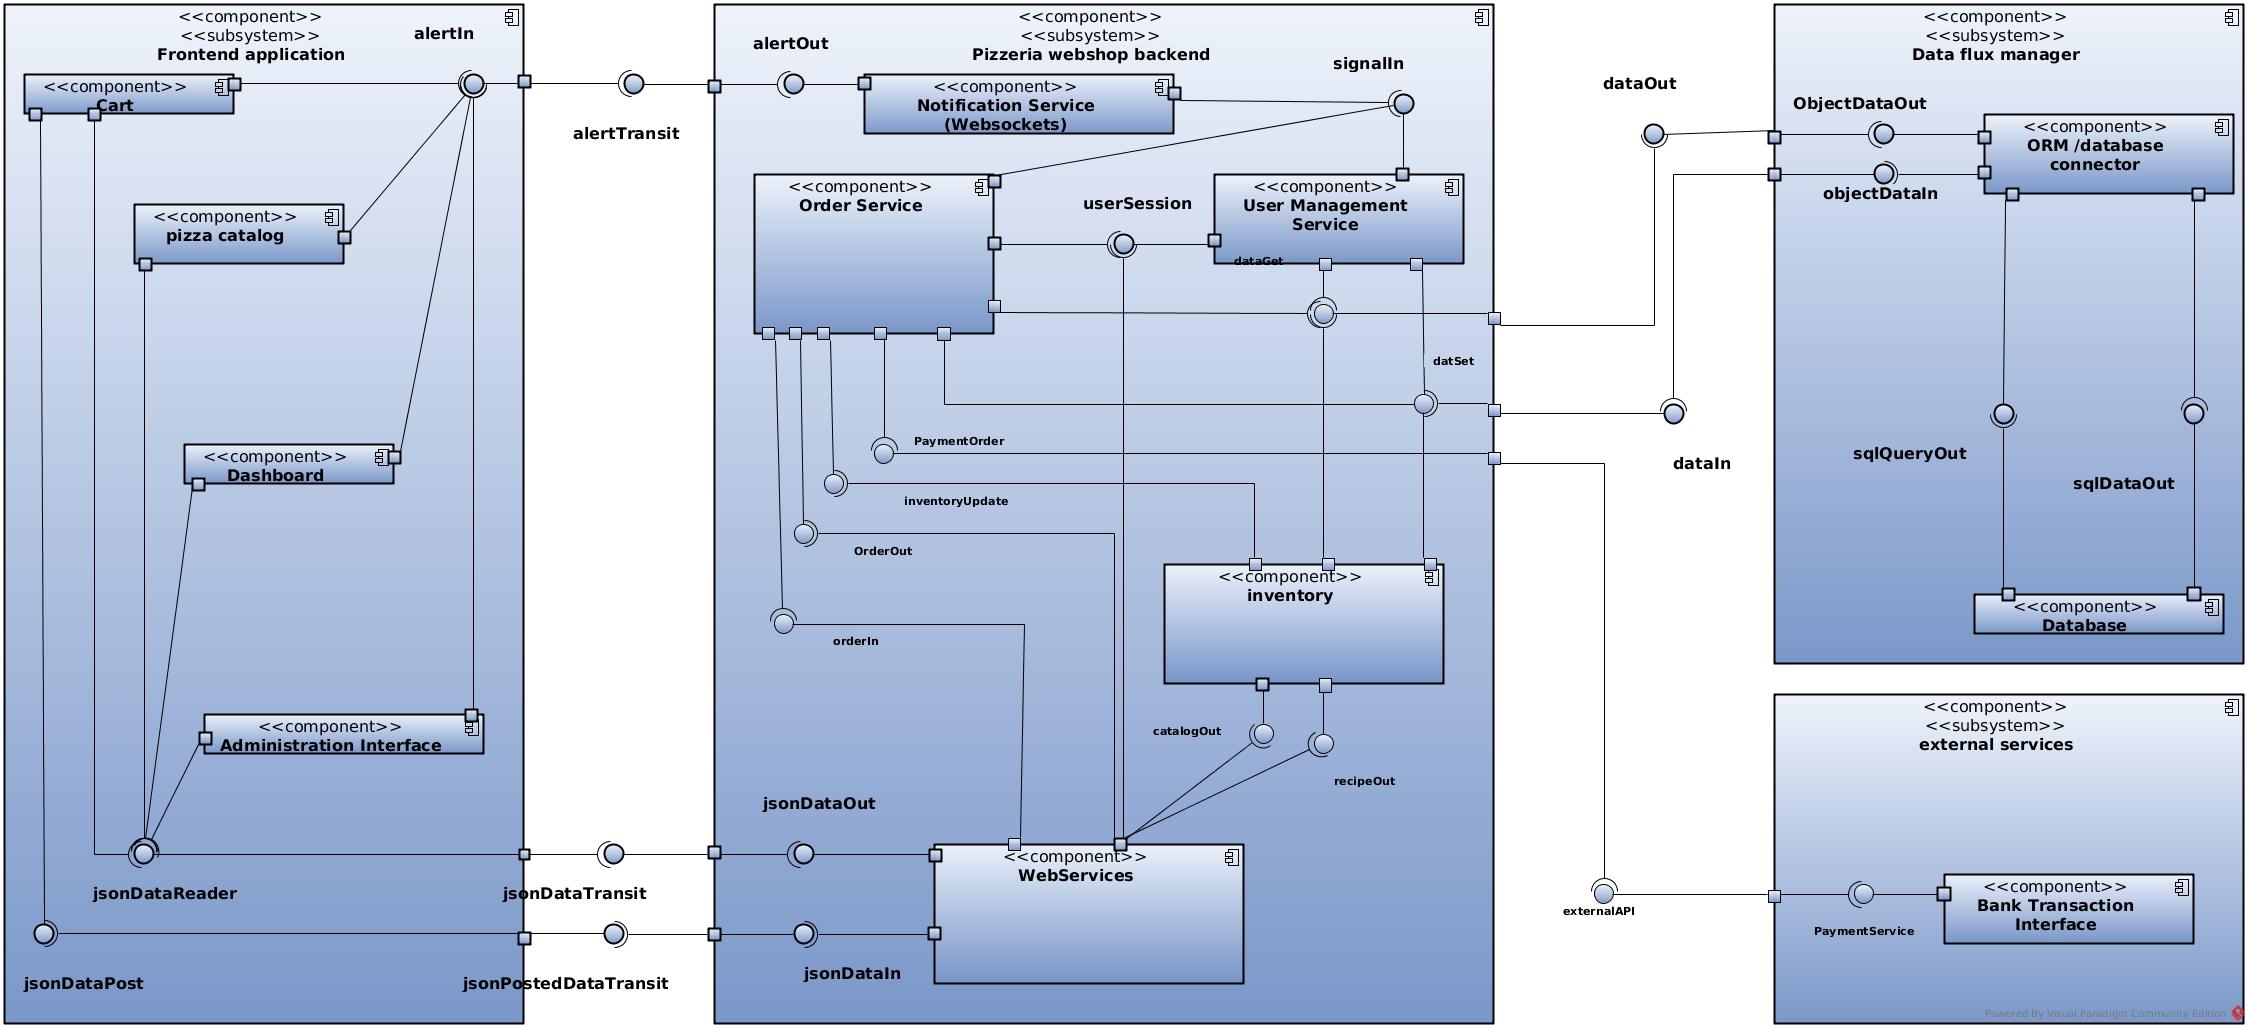 <<component>>
<<subsystem>>
Frontend application
alertIn
<<component>>
Cart
<<component>>
pizza catalog
<<component>>
Dashboard
<<component>>
Administration Interface
jsonDataReader
jsonDataPost
alertTransit
jsonDataTransit
jsonPostedDataTransit
<<component>>
<<subsystem>>
Pizzeria webshop backend
alertOut
signalIn
<<component>>
Notification Service
(Websockets)
<<component>>
Order Service
userSession
<<component>>
User Management
Service
dataGet
datSet
PaymentOrder
inventoryUpdate
OrderOut
orderIn
<<component>>
inventory
catalogOut
recipeOut
jsonDataOut
<<component>>
WebServices
jsonDataIn
dataOut
dataIn
externalAPI
<<component>>
<<subsystem>>
Data flux manager
ObjectDataOut
objectDataIn
<<component>>
ORM /database
connector
sqlQueryOut
sqlDataOut
<<component>>
Database
<<component>>
<<subsystem>>
external services
<<component>>
Bank Transaction
Interface
PaymentService
Powered By Visual Paradigm Community Edition